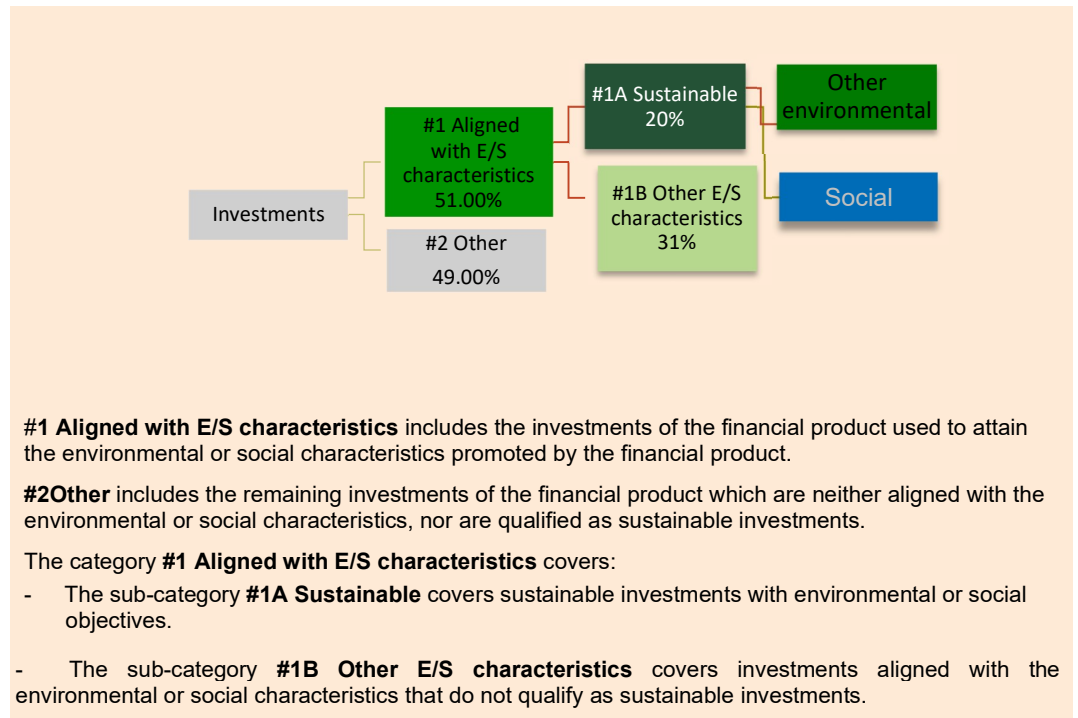 Investments
#1 Aligned
with E/S
characteristics
51.00%
#2 Other
49.00%
#1A Sustainable
20%
#1B Other E/S
characteristics
31%
Other
environmental
Social
#1 Aligned with E/S characteristics includes the investments of the financial product used to attain
the environmental or social characteristics promoted by the financial product.
#2Other includes the remaining investments of the financial product which are neither aligned with the
environmental or social characteristics, nor are qualified as sustainable investments.
The category #1 Aligned with E/S characteristics covers:
- The sub-category #1A Sustainable covers sustainable investments with environmental or social
objectives.
- The sub-category #1B Other E/S characteristics covers investments aligned with the
environmental or social characteristics that do not qualify as sustainable investments.